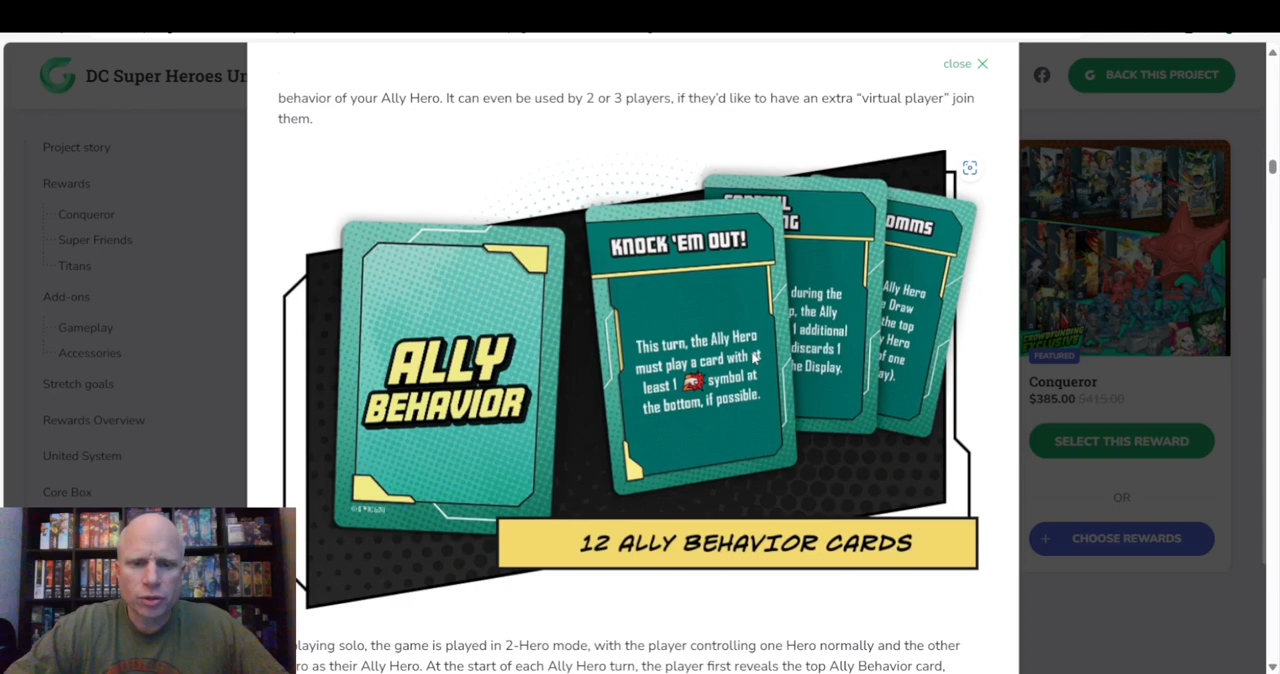 close
DC Super Heroes Un
BACK THIS PROJECT
behavior of your Ally Hero. It can even be used by 2 or 3 players, if they'd like to have an extra “virtual player” join
them.
Project story
Rewards
Conqueror
Super Friends
Titans
Add-ons
Gameplay
Accessories
Stretch goals
Rewards Overview
United System
Core Box
ALLY
BEHAVIOR
KNOCK 'EM OUT!
This turn, the Ally Hero
must play a card with at
least 1 symbol at
the bottom, if possible.
NG
during the
p, the Ally
1 additional
discards 1
he Display.
OMMS
Ally Hero
Draw
the top
Hero
of one
ay).
12 ALLY BEHAVIOR CARDS
CROWDFUNDING
EXCLUSIVE
FEATURED
Conqueror
$385.00 $415.00
SELECT THIS REWARD
OR
+ CHOOSE REWARDS
laying solo, the game is played in 2-Hero mode, with the player controlling one Hero normally and the other
ro as their Ally Hero. At the start of each Ally Hero turn, the player first reveals the top Ally Behavior card,